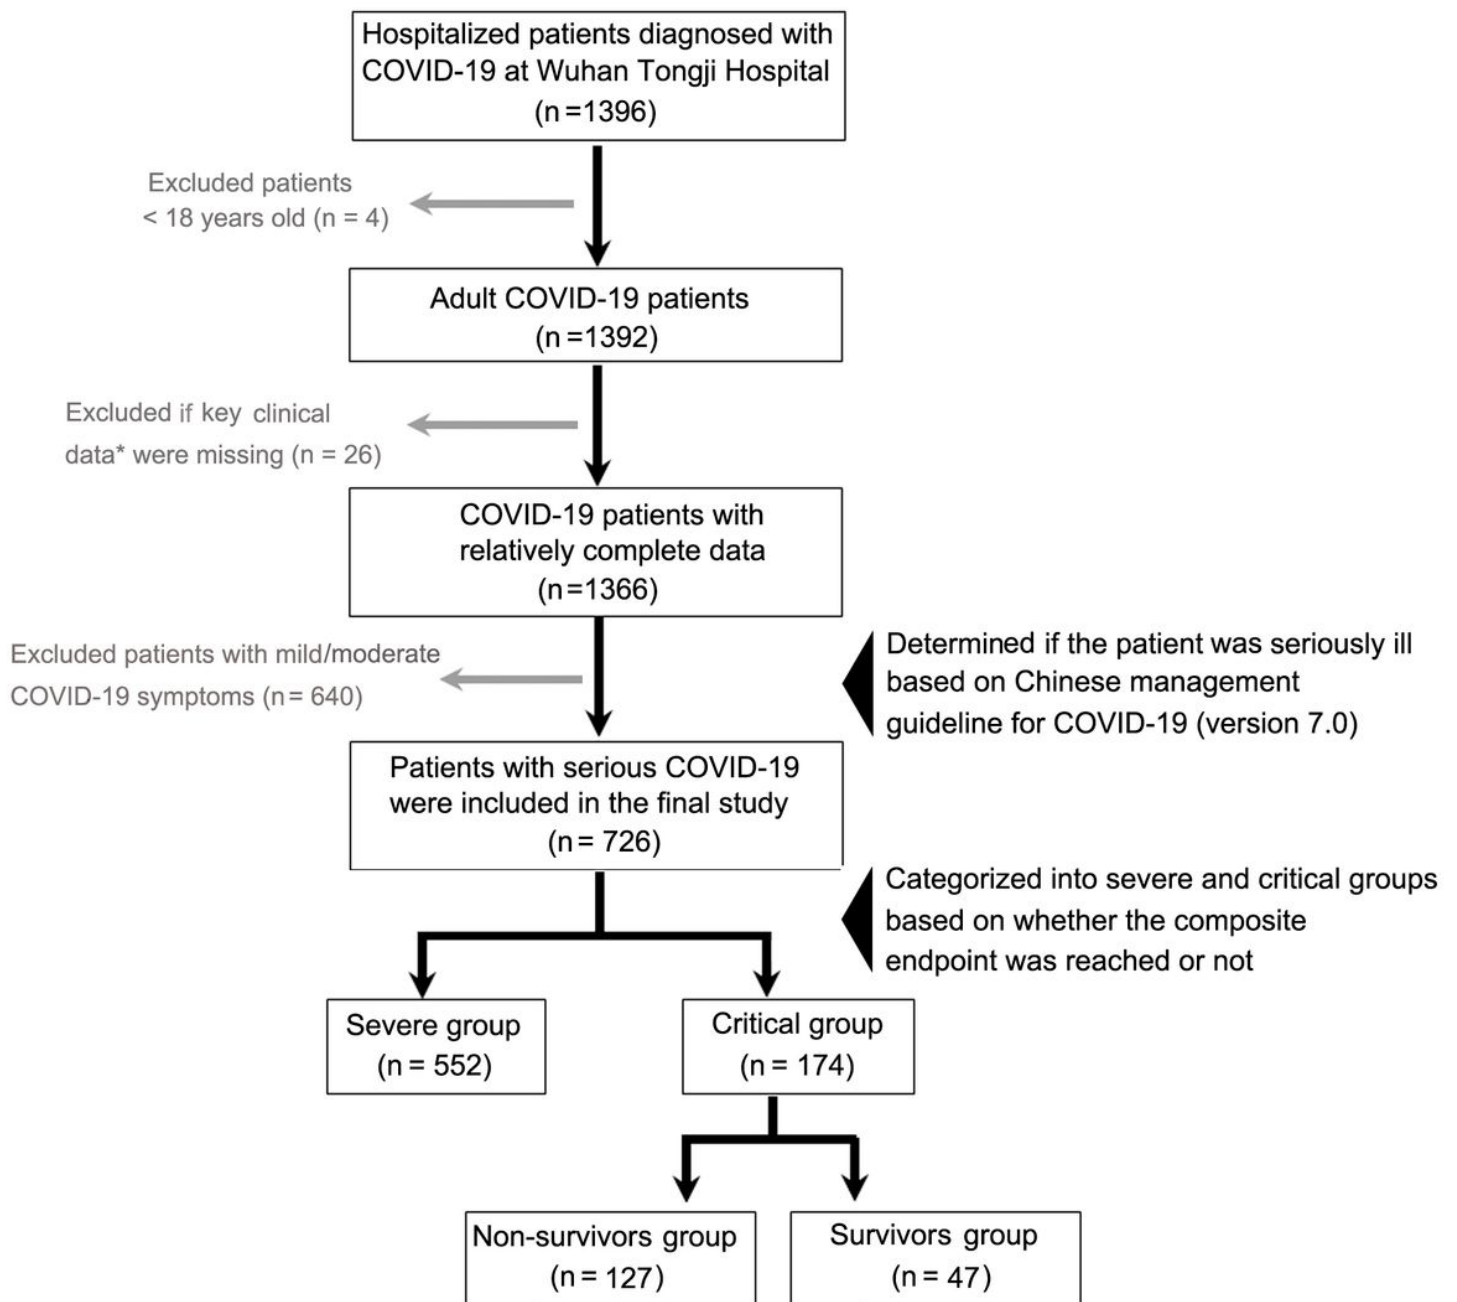 Hospitalized patients diagnosed with
COVID-19 at Wuhan Tongji Hospital
(n =1396)
Excluded patients
< 18 years old (n = 4)
Adult COVID-19 patients
(n =1392)
Excluded if key clinical
data* were missing (n = 26)
COVID-19 patients with
relatively complete data
(n=1366)
Excluded patients with mild/moderate
COVID-19 symptoms (n= 640)
Determined if the patient was seriously ill
based on Chinese management
guideline for COVID-19 (version 7.0)
Patients with serious COVID-19
were included in the final study
(n= 726)
Categorized into severe and critical groups
based on whether the composite
endpoint was reached or not
Severe group
(n= 552)
Critical group
(n= 174)
Non-survivors group
(n= 127)
Survivors group
(n= 47)